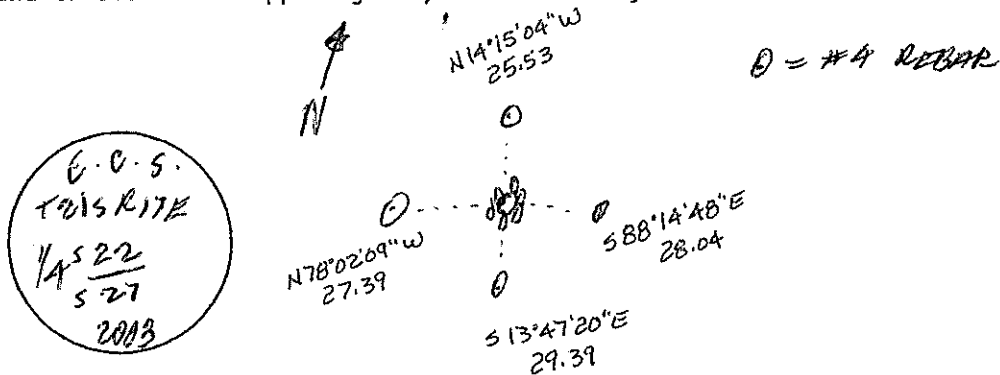 N14°15'04"W
25.53
⊙ = #4 REBAR
N
E.C.S.
T21S R17E
1/4 S 22
S 27
2003
N78°02'09"W
27.39
S88°14'48"E
28.04
S13°47'20"E
29.39